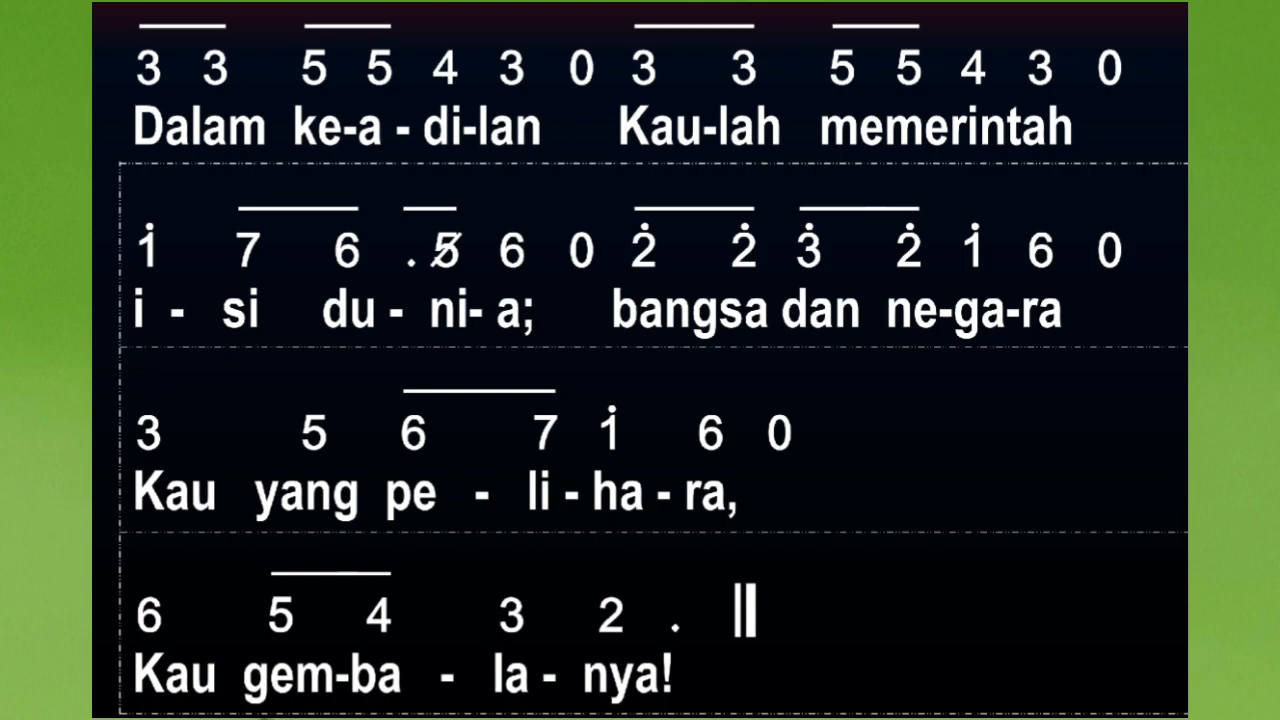 3 3 5 5 4 3 0 3 3 5 5 4 3 0
Dalam ke-a - di-lan Kau-lah memerintah
1̇ 7 6 . 5̸ 6 0 2̇ 2̇ 3̇ 2̇ 1̇ 6 0
i - si du - ni- a; bangsa dan ne-ga-ra
3 5 6 7 1̇ 6 0
Kau yang pe - li - ha - ra,
6 5 4 3 2 . ||
Kau gem-ba - la - nya!